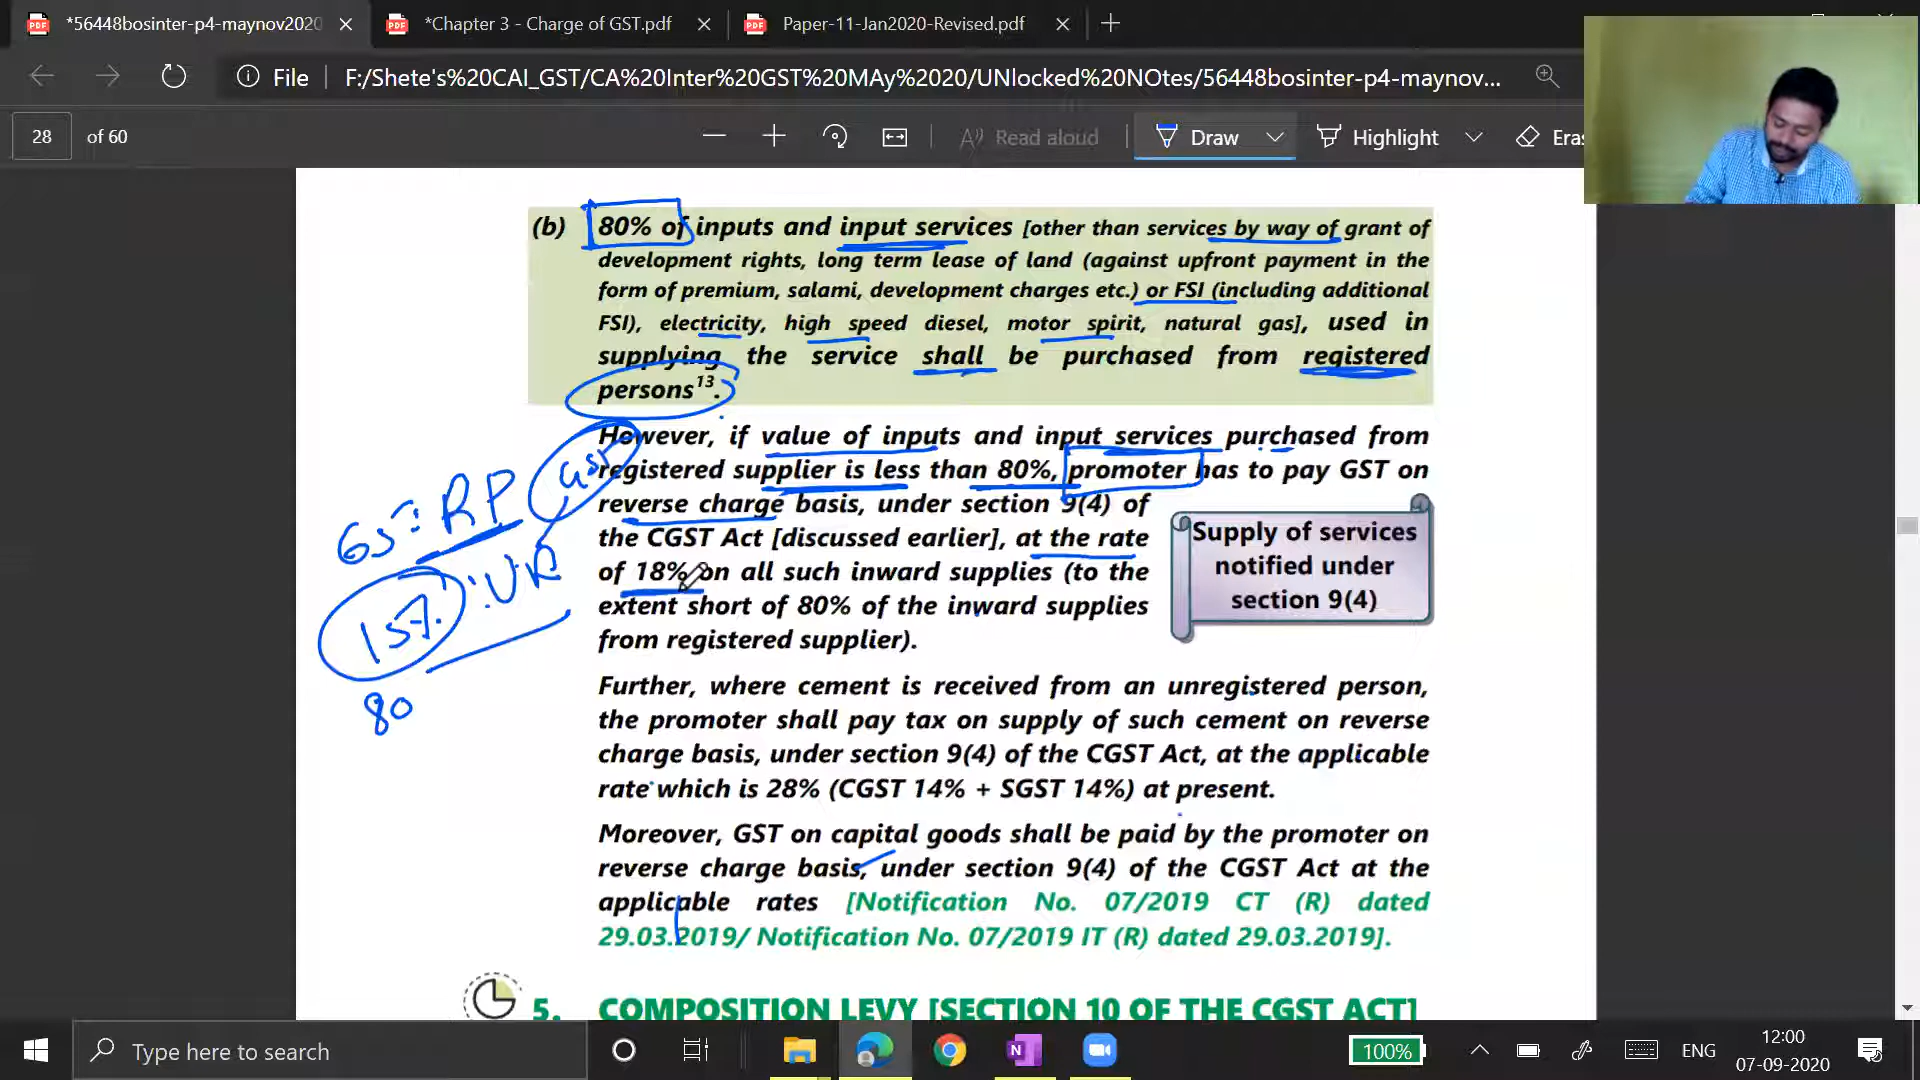 *56448bosinter-p4-maynov2020
*Chapter 3 - Charge of GST.pdf
Paper-11-Jan2020-Revised.pdf
File
F:/Shete's%20CAI_GST/CA%20Inter%20GST%20MAy%2020/UNlocked%20NOtes/56448bosinter-p4-maynov...
28 of 60
Read aloud
Draw
Highlight
Eras
(b) 80% of inputs and input services [other than services by way of grant of
development rights, long term lease of land (against upfront payment in the
form of premium, salami, development charges etc.) or FSI (including additional
FSI), electricity, high speed diesel, motor spirit, natural gas], used in
supplying the service shall be purchased from registered
persons13.
However, if value of inputs and input services purchased from
registered supplier is less than 80%, promoter has to pay GST on
reverse charge basis, under section 9(4) of
the CGST Act [discussed earlier], at the rate
of 18% on all such inward supplies (to the
extent short of 80% of the inward supplies
from registered supplier).
Supply of services
notified under
section 9(4)
GST
65 : RP
15%. : U.R
80
Further, where cement is received from an unregistered person,
the promoter shall pay tax on supply of such cement on reverse
charge basis, under section 9(4) of the CGST Act, at the applicable
rate which is 28% (CGST 14% + SGST 14%) at present.
Moreover, GST on capital goods shall be paid by the promoter on
reverse charge basis, under section 9(4) of the CGST Act at the
applicable rates [Notification No. 07/2019 CT (R) dated
29.03.2019/ Notification No. 07/2019 IT (R) dated 29.03.2019].
5. COMPOSITION LEVY [SECTION 10 OF THE CGST ACT]
Type here to search
100%
ENG
12:00
07-09-2020